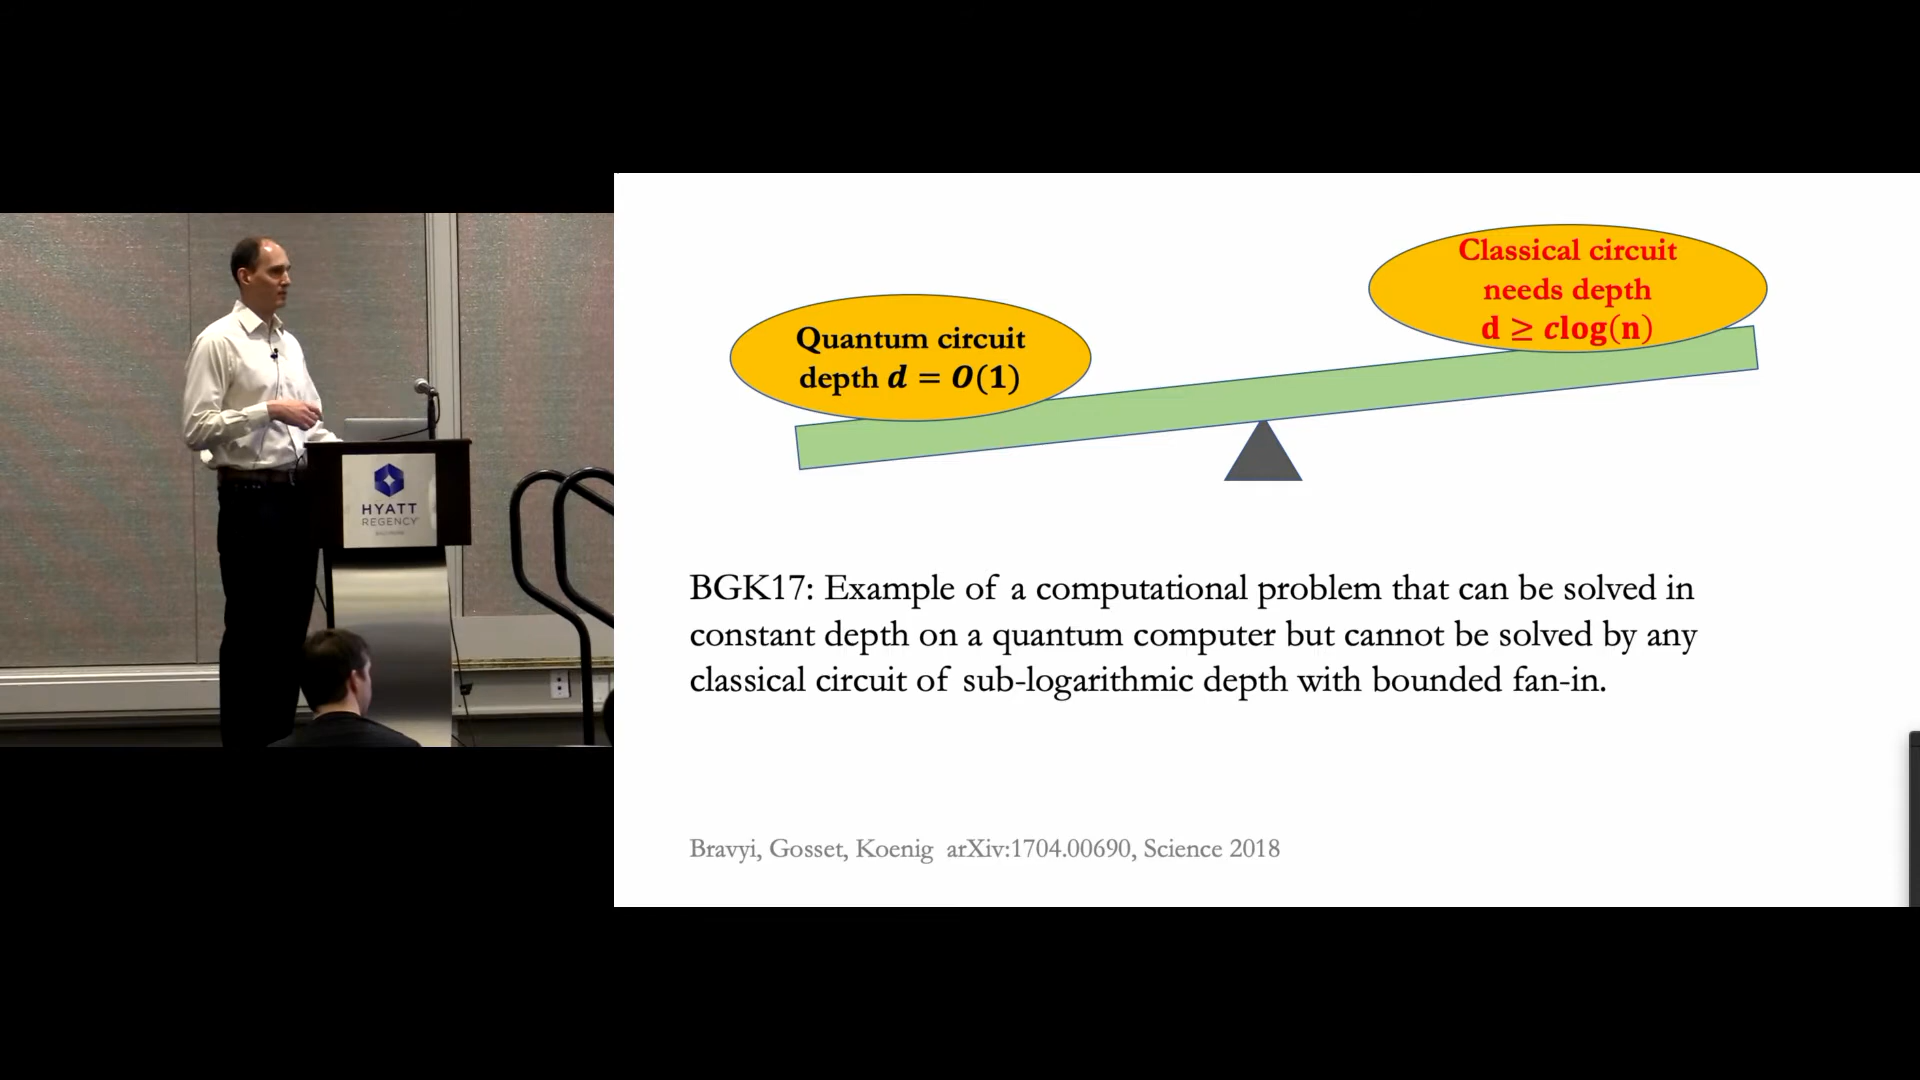 Classical circuit
needs depth
d ≥ clog(n)
Quantum circuit
depth d = O(1)
BGK17: Example of a computational problem that can be solved in
constant depth on a quantum computer but cannot be solved by any
classical circuit of sub-logarithmic depth with bounded fan-in.
Bravyi, Gosset, Koenig arXiv:1704.00690, Science 2018
HYATT
REGENCY